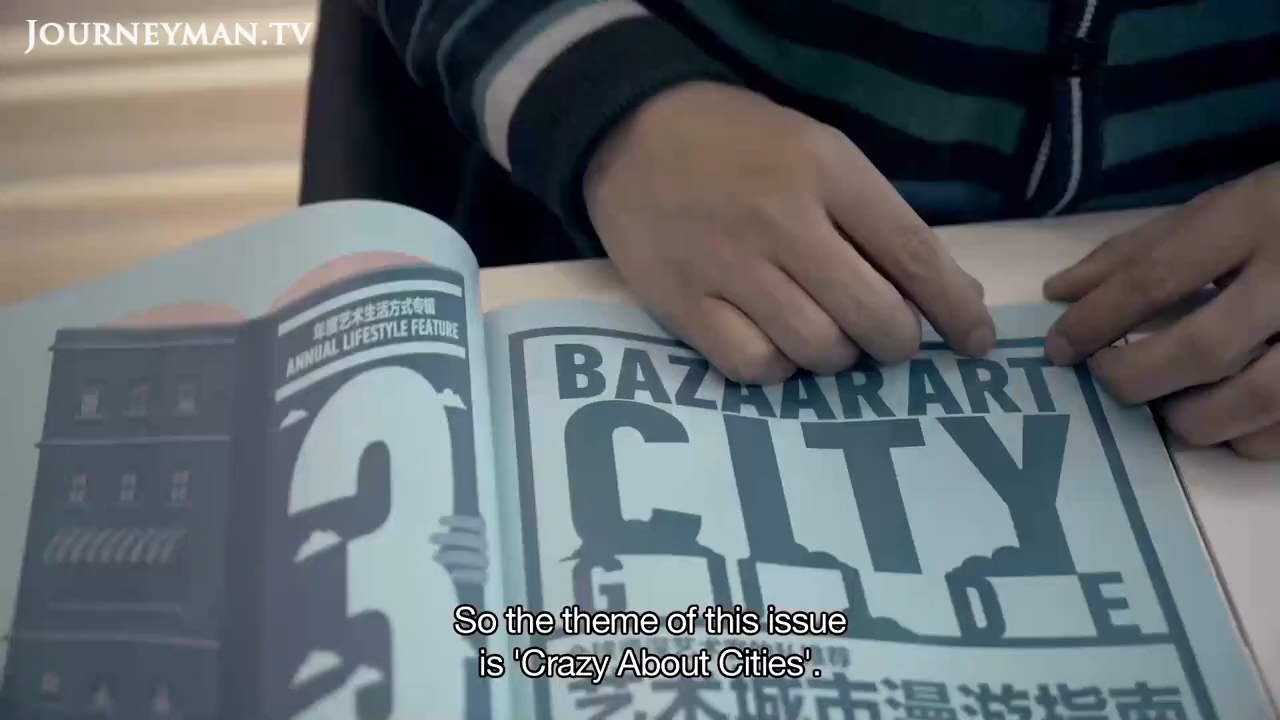 JOURNEYMAN.TV
年度艺术生活方式专辑
ANNUAL LIFESTYLE FEATURE
3
BAZAAR ART
CITY
GUIDE
So the theme of this issue
is 'Crazy About Cities'.
艺术城市漫游指南